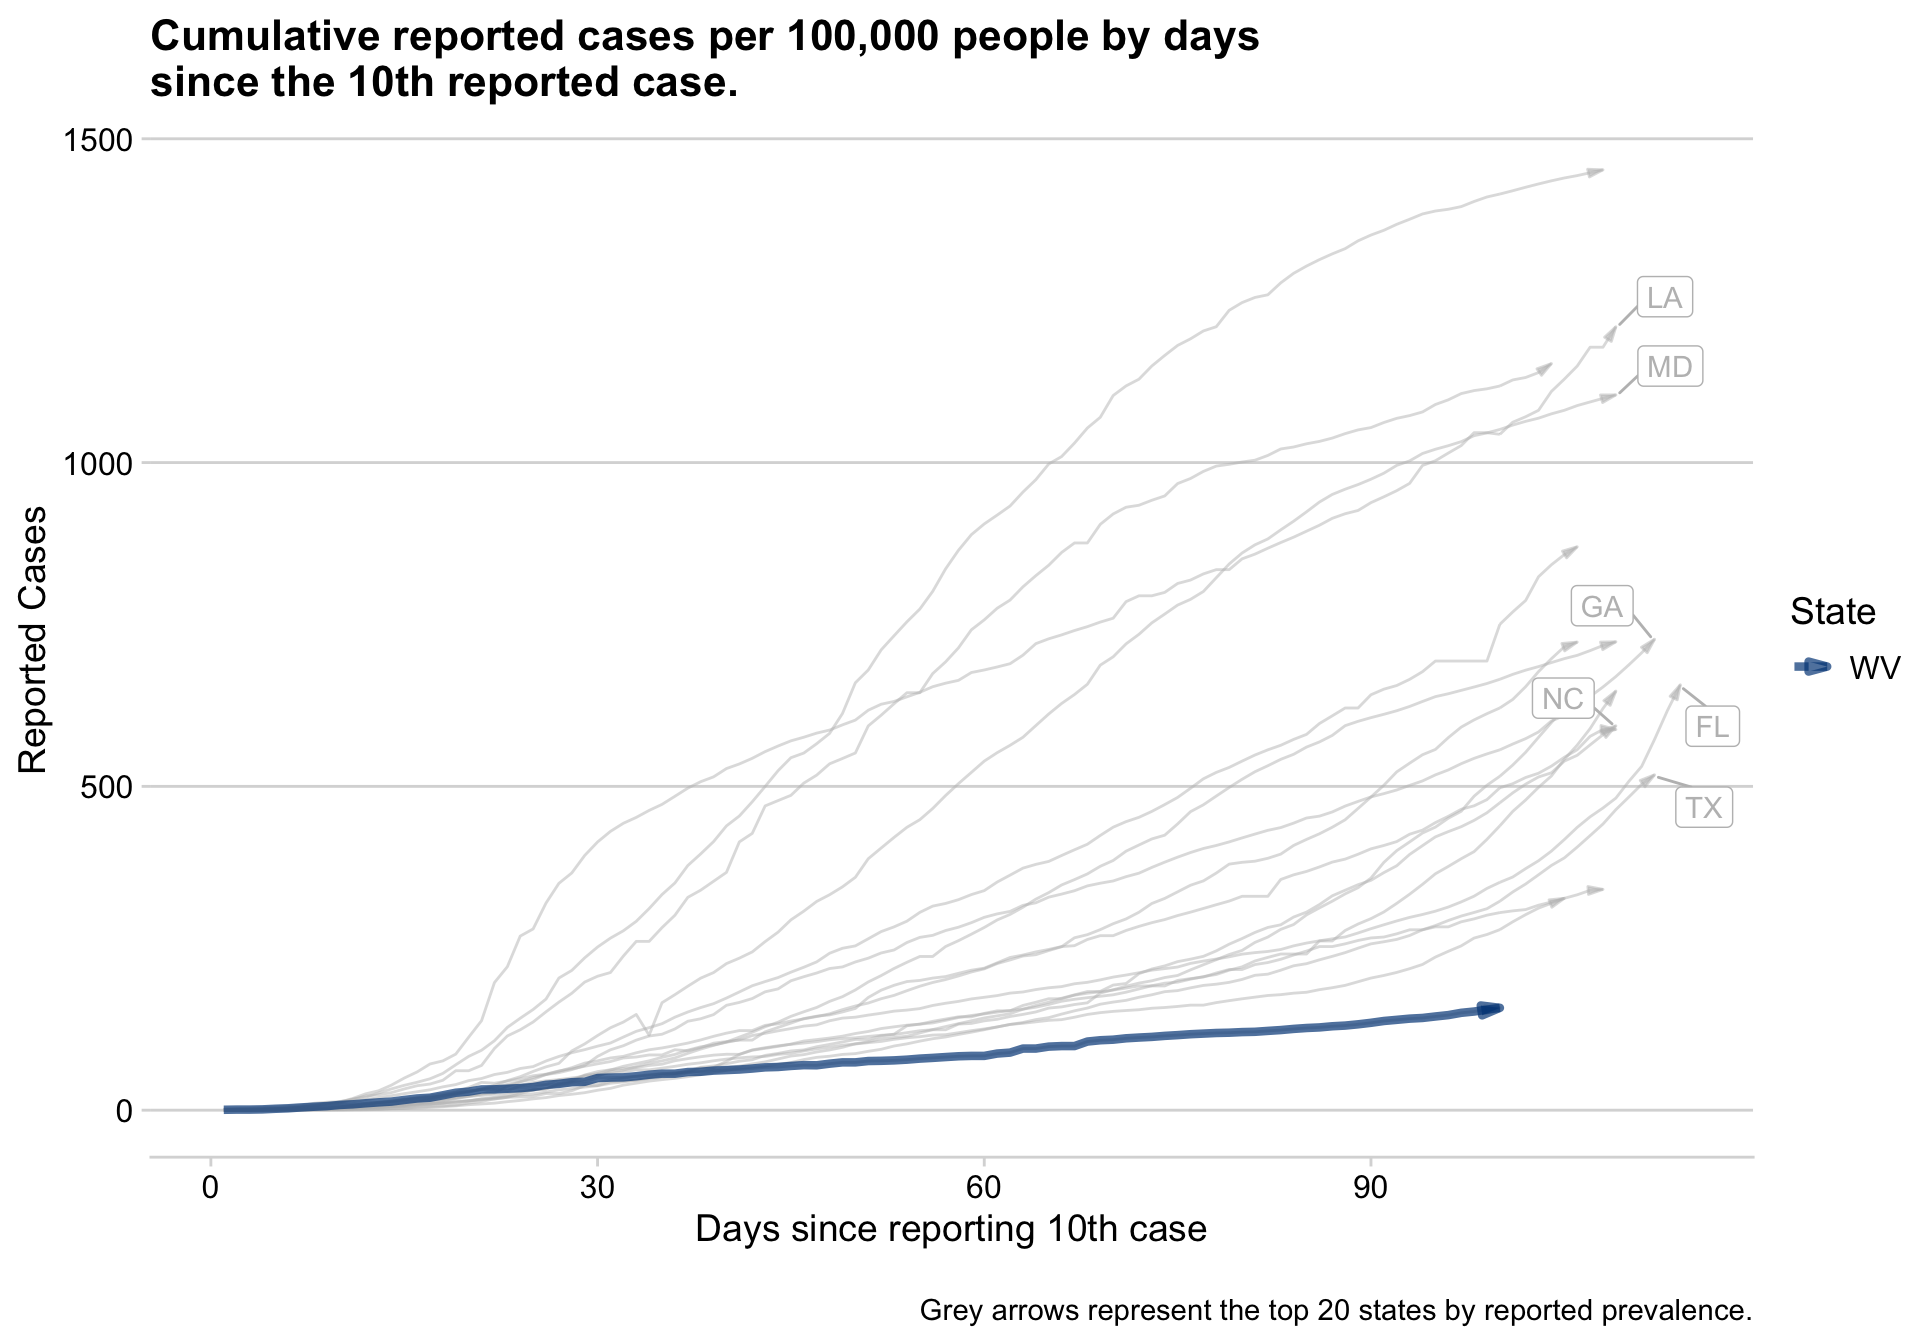 Cumulative reported cases per 100,000 people by days
since the 10th reported case.
1500
1000
500
0
Reported Cases
LA
MD
GA
NC
FL
TX
State
WV
0 30 60 90
Days since reporting 10th case
Grey arrows represent the top 20 states by reported prevalence.